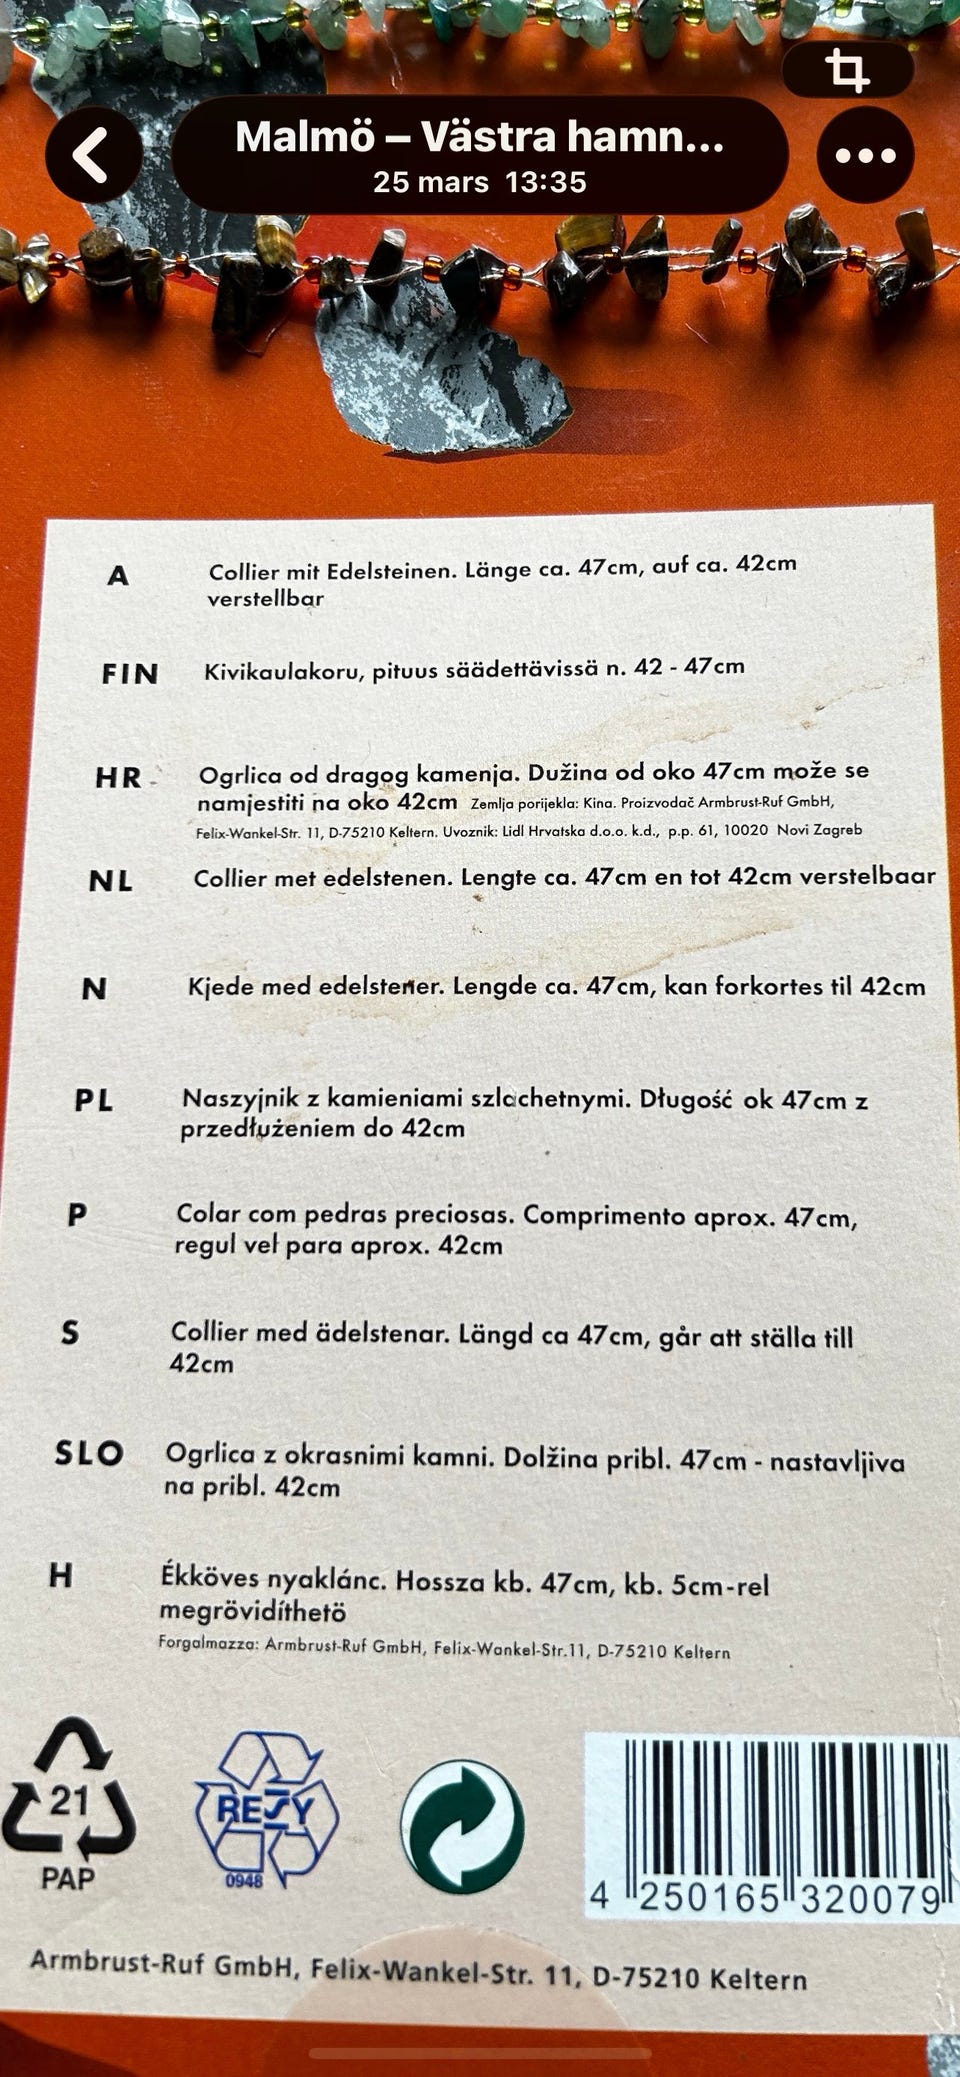 Malmö – Västra hamn...
25 mars 13:35
A
Collier mit Edelsteinen. Länge ca. 47cm, auf ca. 42cm
verstellbar
FIN
Kivikaulakoru, pituus säädettävissä n. 42 - 47cm
HR
Ogrlica od dragog kamenja. Dužina od oko 47cm može se
namjestiti na oko 42cm Zemlja porijekla: Kina. Proizvodač Armbrust-Ruf GmbH,
Felix-Wankel-Str. 11, D-75210 Keltern. Uvoznik: Lidl Hrvatska d.o.o. k.d., p.p. 61, 10020 Novi Zagreb
NL
Collier met edelstenen. Lengte ca. 47cm en tot 42cm verstelbaar
N
Kjede med edelstener. Lengde ca. 47cm, kan forkortes til 42cm
PL
Naszyjnik z kamieniami szlachetnymi. Długość ok 47cm z
przedłużeniem do 42cm
P
Colar com pedras preciosas. Comprimento aprox. 47cm,
regul vel para aprox. 42cm
S
Collier med ädelstenar. Längd ca 47cm, går att ställa till
42cm
SLO
Ogrlica z okrasnimi kamni. Dolžina pribl. 47cm - nastavljiva
na pribl. 42cm
H
Ékköves nyaklánc. Hossza kb. 47cm, kb. 5cm-rel
megrövidíthetö
Forgalmazza: Armbrust-Ruf GmbH, Felix-Wankel-Str.11, D-75210 Keltern
21
PAP
RESY
0948
4 250165 320079
Armbrust-Ruf GmbH, Felix-Wankel-Str. 11, D-75210 Keltern